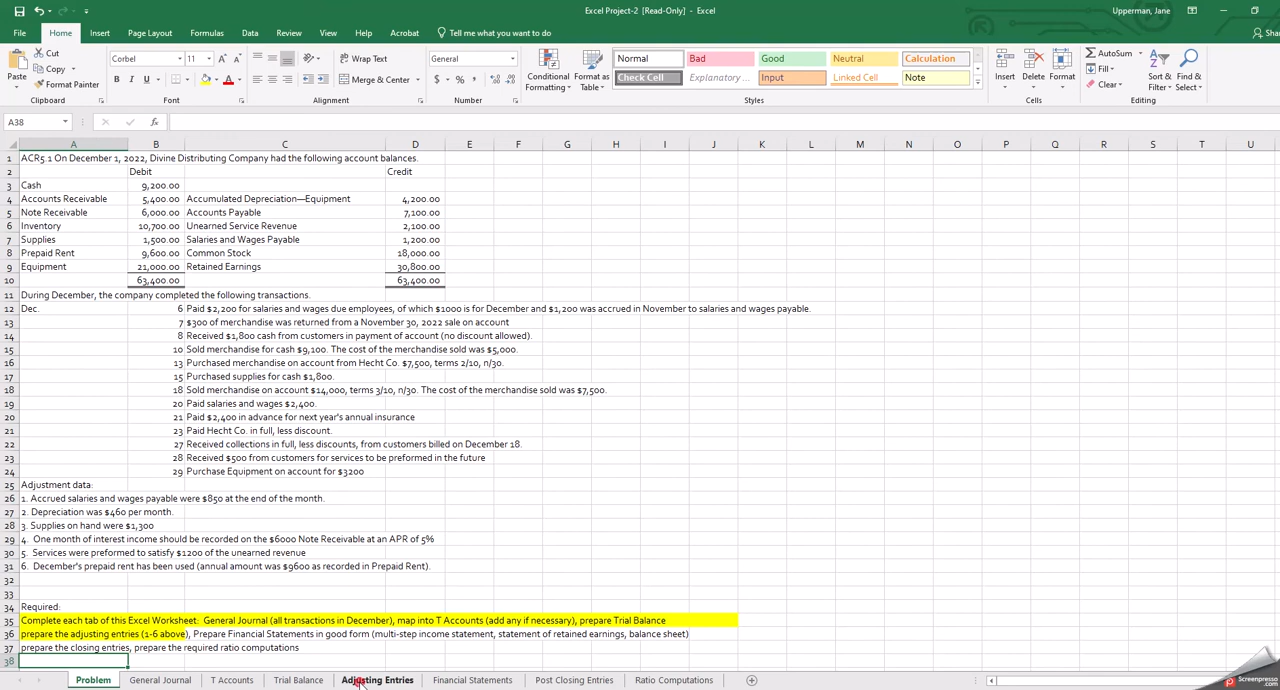 Excel Project-2 [Read-Only] - Excel
Upperman, Jane
File Home Insert Page Layout Formulas Data Review View Help Acrobat Tell me what you want to do
Paste Cut Copy Format Painter Clipboard
Corbel 11 Font
Wrap Text Merge & Center Alignment
General Number
Conditional Formatting Format as Table
Normal Bad Good Neutral Calculation
Check Cell Explanatory ... Input Linked Cell Note
Styles
Insert Delete Format Cells
AutoSum Fill Clear Sort & Filter Find & Select Editing
A38 fx
A B C D E F G H I J K L M N O P Q R S T U
1 ACR5.1 On December 1, 2022, Divine Distributing Company had the following account balances.
2 Debit Credit
3 Cash 9,200.00
4 Accounts Receivable 5,400.00 Accumulated Depreciation—Equipment 4,200.00
5 Note Receivable 6,000.00 Accounts Payable 7,100.00
6 Inventory 10,700.00 Unearned Service Revenue 2,100.00
7 Supplies 1,500.00 Salaries and Wages Payable 1,200.00
8 Prepaid Rent 9,600.00 Common Stock 18,000.00
9 Equipment 21,000.00 Retained Earnings 30,800.00
10 63,400.00 63,400.00
11 During December, the company completed the following transactions.
12 Dec. 6 Paid $2,200 for salaries and wages due employees, of which $1000 is for December and $1,200 was accrued in November to salaries and wages payable.
13 7 $300 of merchandise was returned from a November 30, 2022 sale on account
14 8 Received $1,800 cash from customers in payment of account (no discount allowed).
15 10 Sold merchandise for cash $9,100. The cost of the merchandise sold was $5,000.
16 13 Purchased merchandise on account from Hecht Co. $7,500, terms 2/10, n/30.
17 15 Purchased supplies for cash $1,800.
18 18 Sold merchandise on account $14,000, terms 3/10, n/30. The cost of the merchandise sold was $7,500.
19 20 Paid salaries and wages $2,400.
20 21 Paid $2,400 in advance for next year's annual insurance
21 23 Paid Hecht Co. in full, less discount.
22 27 Received collections in full, less discounts, from customers billed on December 18.
23 28 Received $500 from customers for services to be preformed in the future
24 29 Purchase Equipment on account for $3200
25 Adjustment data:
26 1. Accrued salaries and wages payable were $850 at the end of the month.
27 2. Depreciation was $460 per month.
28 3. Supplies on hand were $1,300
29 4. One month of interest income should be recorded on the $6000 Note Receivable at an APR of 5%
30 5. Services were preformed to satisfy $1200 of the unearned revenue
31 6. December's prepaid rent has been used (annual amount was $9600 as recorded in Prepaid Rent).
32
33
34 Required:
35 Complete each tab of this Excel Worksheet: General Journal (all transactions in December), map into T Accounts (add any if necessary), prepare Trial Balance
36 prepare the adjusting entries (1-6 above), Prepare Financial Statements in good form (multi-step income statement, statement of retained earnings, balance sheet)
37 prepare the closing entries, prepare the required ratio computations
38
Problem General Journal T Accounts Trial Balance Adjusting Entries Financial Statements Post Closing Entries Ratio Computations
Screenpresso
.com